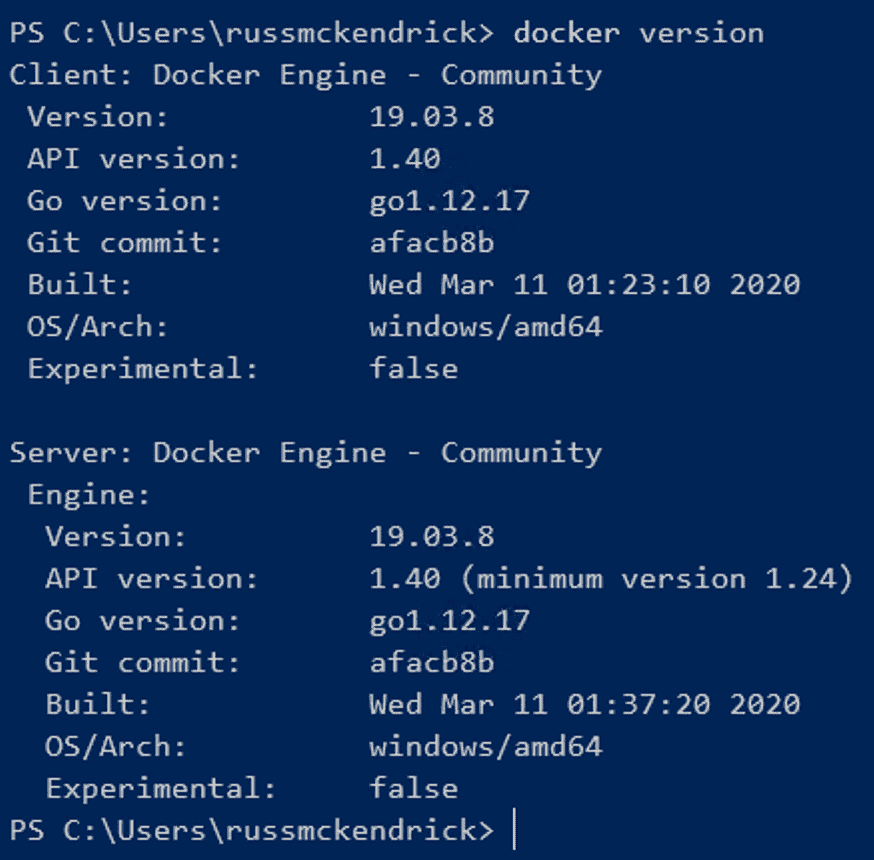 PS C:\Users\russmckendrick> docker version
Client: Docker Engine - Community
 Version:           19.03.8
 API version:       1.40
 Go version:        go1.12.17
 Git commit:        afacb8b
 Built:             Wed Mar 11 01:23:10 2020
 OS/Arch:           windows/amd64
 Experimental:      false

Server: Docker Engine - Community
 Engine:
  Version:          19.03.8
  API version:      1.40 (minimum version 1.24)
  Go version:       go1.12.17
  Git commit:       afacb8b
  Built:            Wed Mar 11 01:37:20 2020
  OS/Arch:          windows/amd64
  Experimental:     false
PS C:\Users\russmckendrick>